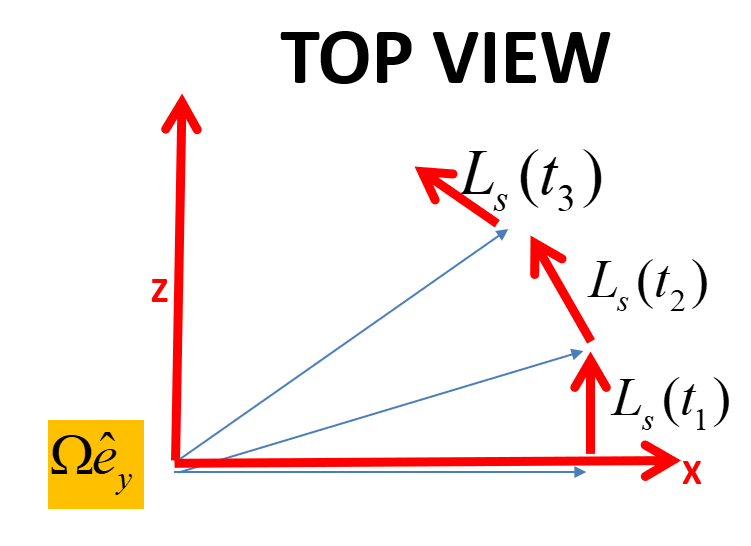 TOP VIEW
L_s(t_3)
L_s(t_2)
z
L_s(t_1)
Ωê_y
x